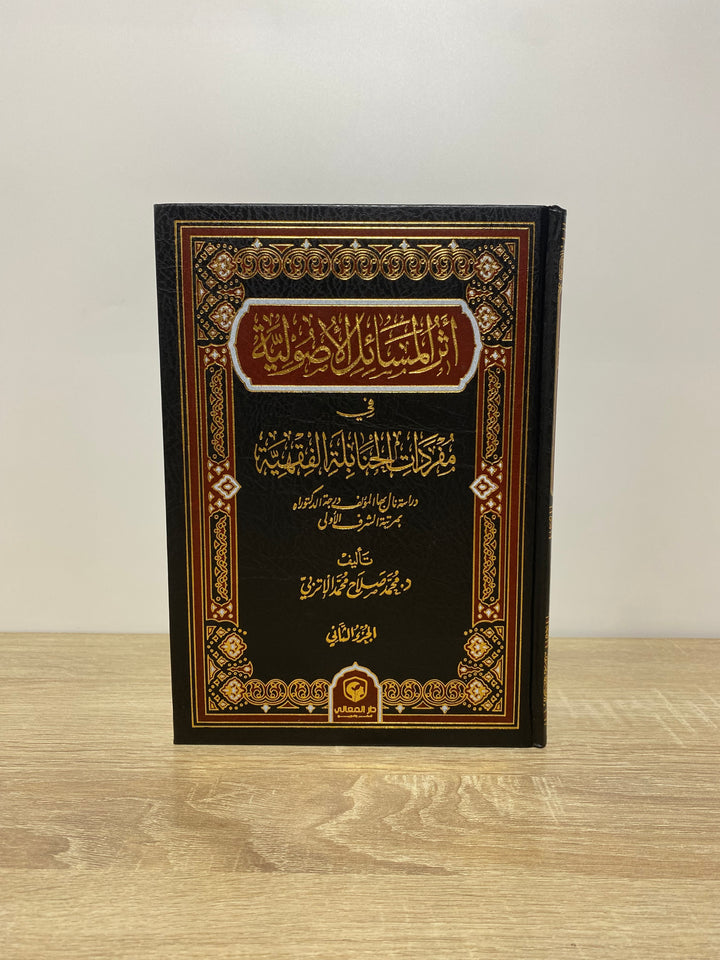 أثر المسائل الأصولية
في
مفردات الحنابلة الفقهية
دراسة نال بها المؤلف درجة الدكتوراه
بمرتبة الشرف الأولى
تأليف
د. محمد صلاح محمد الإتربي
الجزء الثاني
دار المعالي